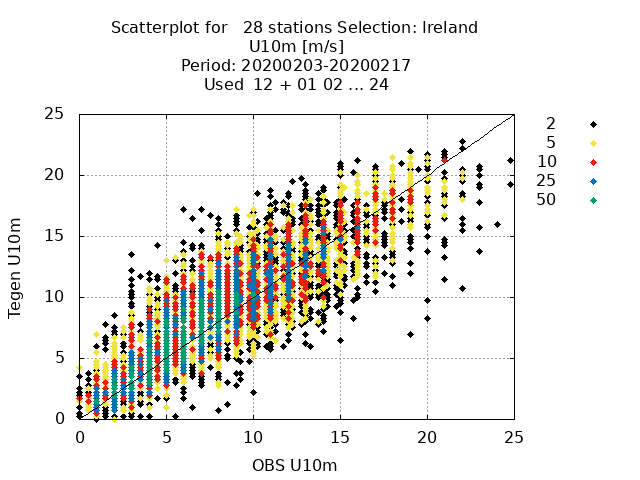 Scatterplot for   28 stations Selection: Ireland
U10m [m/s]
Period: 20200203-20200217
Used  12 + 01 02 ... 24
25
20
15
10
5
0
Tegen U10m
0 5 10 15 20 25
OBS U10m
2
5
10
25
50